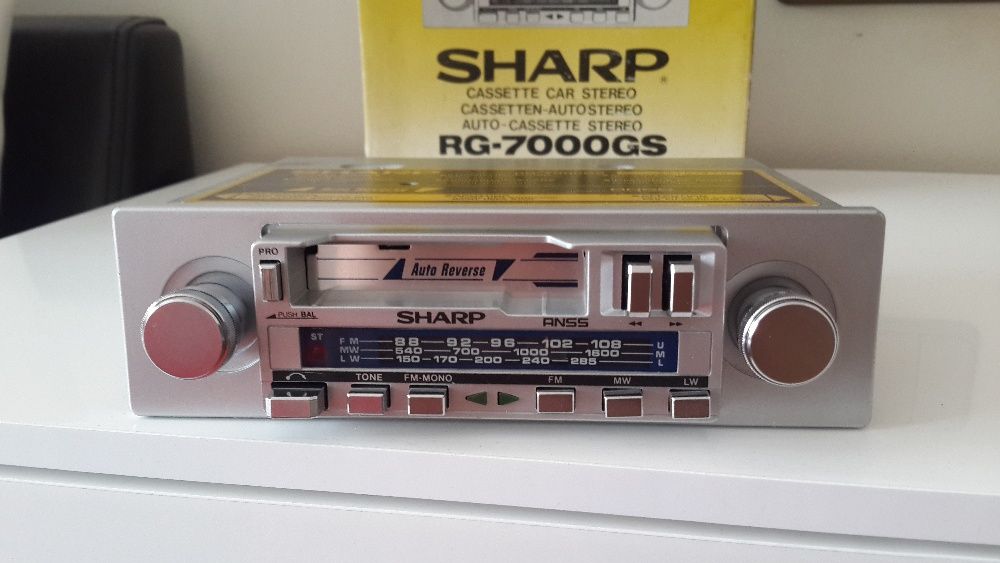 SHARP
CASSETTE CAR STEREO
CASSETTEN-AUTOSTEREO
AUTO-CASSETTE STEREO
RG-7000GS
PRO
Auto Reverse
PUSH BAL
SHARP
ANSS
ST
FM 88 92 96 102 108 U
MW 540 700 1000 1600 M
LW 150 170 200 240 285 L
TONE FM-MONO FM MW LW